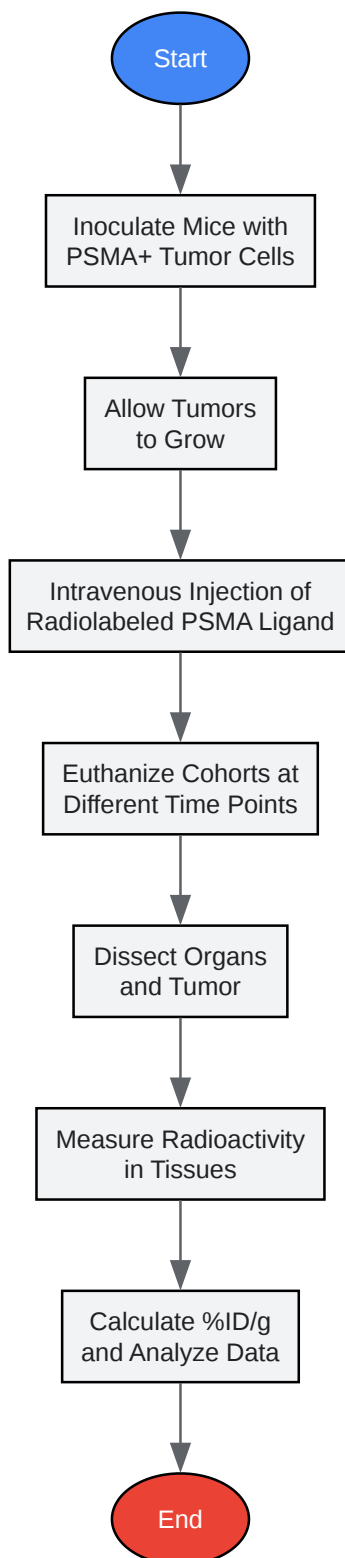 Start
Inoculate Mice with
PSMA+ Tumor Cells
Allow Tumors
to Grow
Intravenous Injection of
Radiolabeled PSMA Ligand
Euthanize Cohorts at
Different Time Points
Dissect Organs
and Tumor
Measure Radioactivity
in Tissues
Calculate %ID/g
and Analyze Data
End